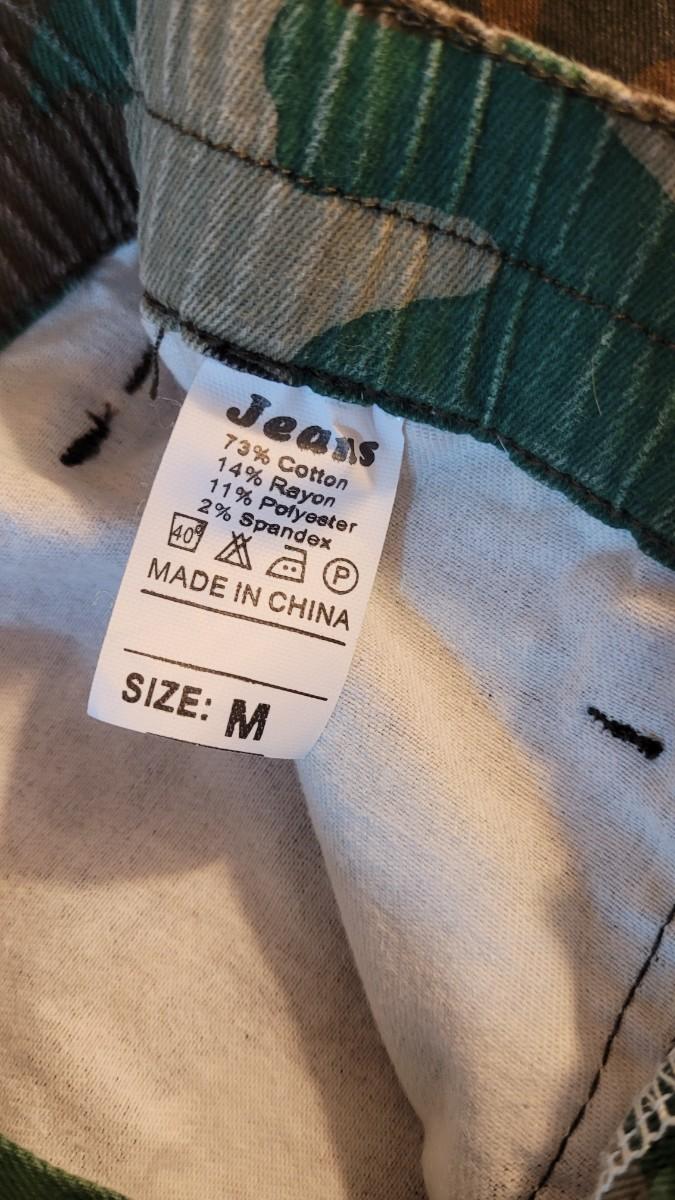 Jeans
73% Cotton
14% Rayon
11% Polyester
2% Spandex
40° P
MADE IN CHINA
SIZE: M